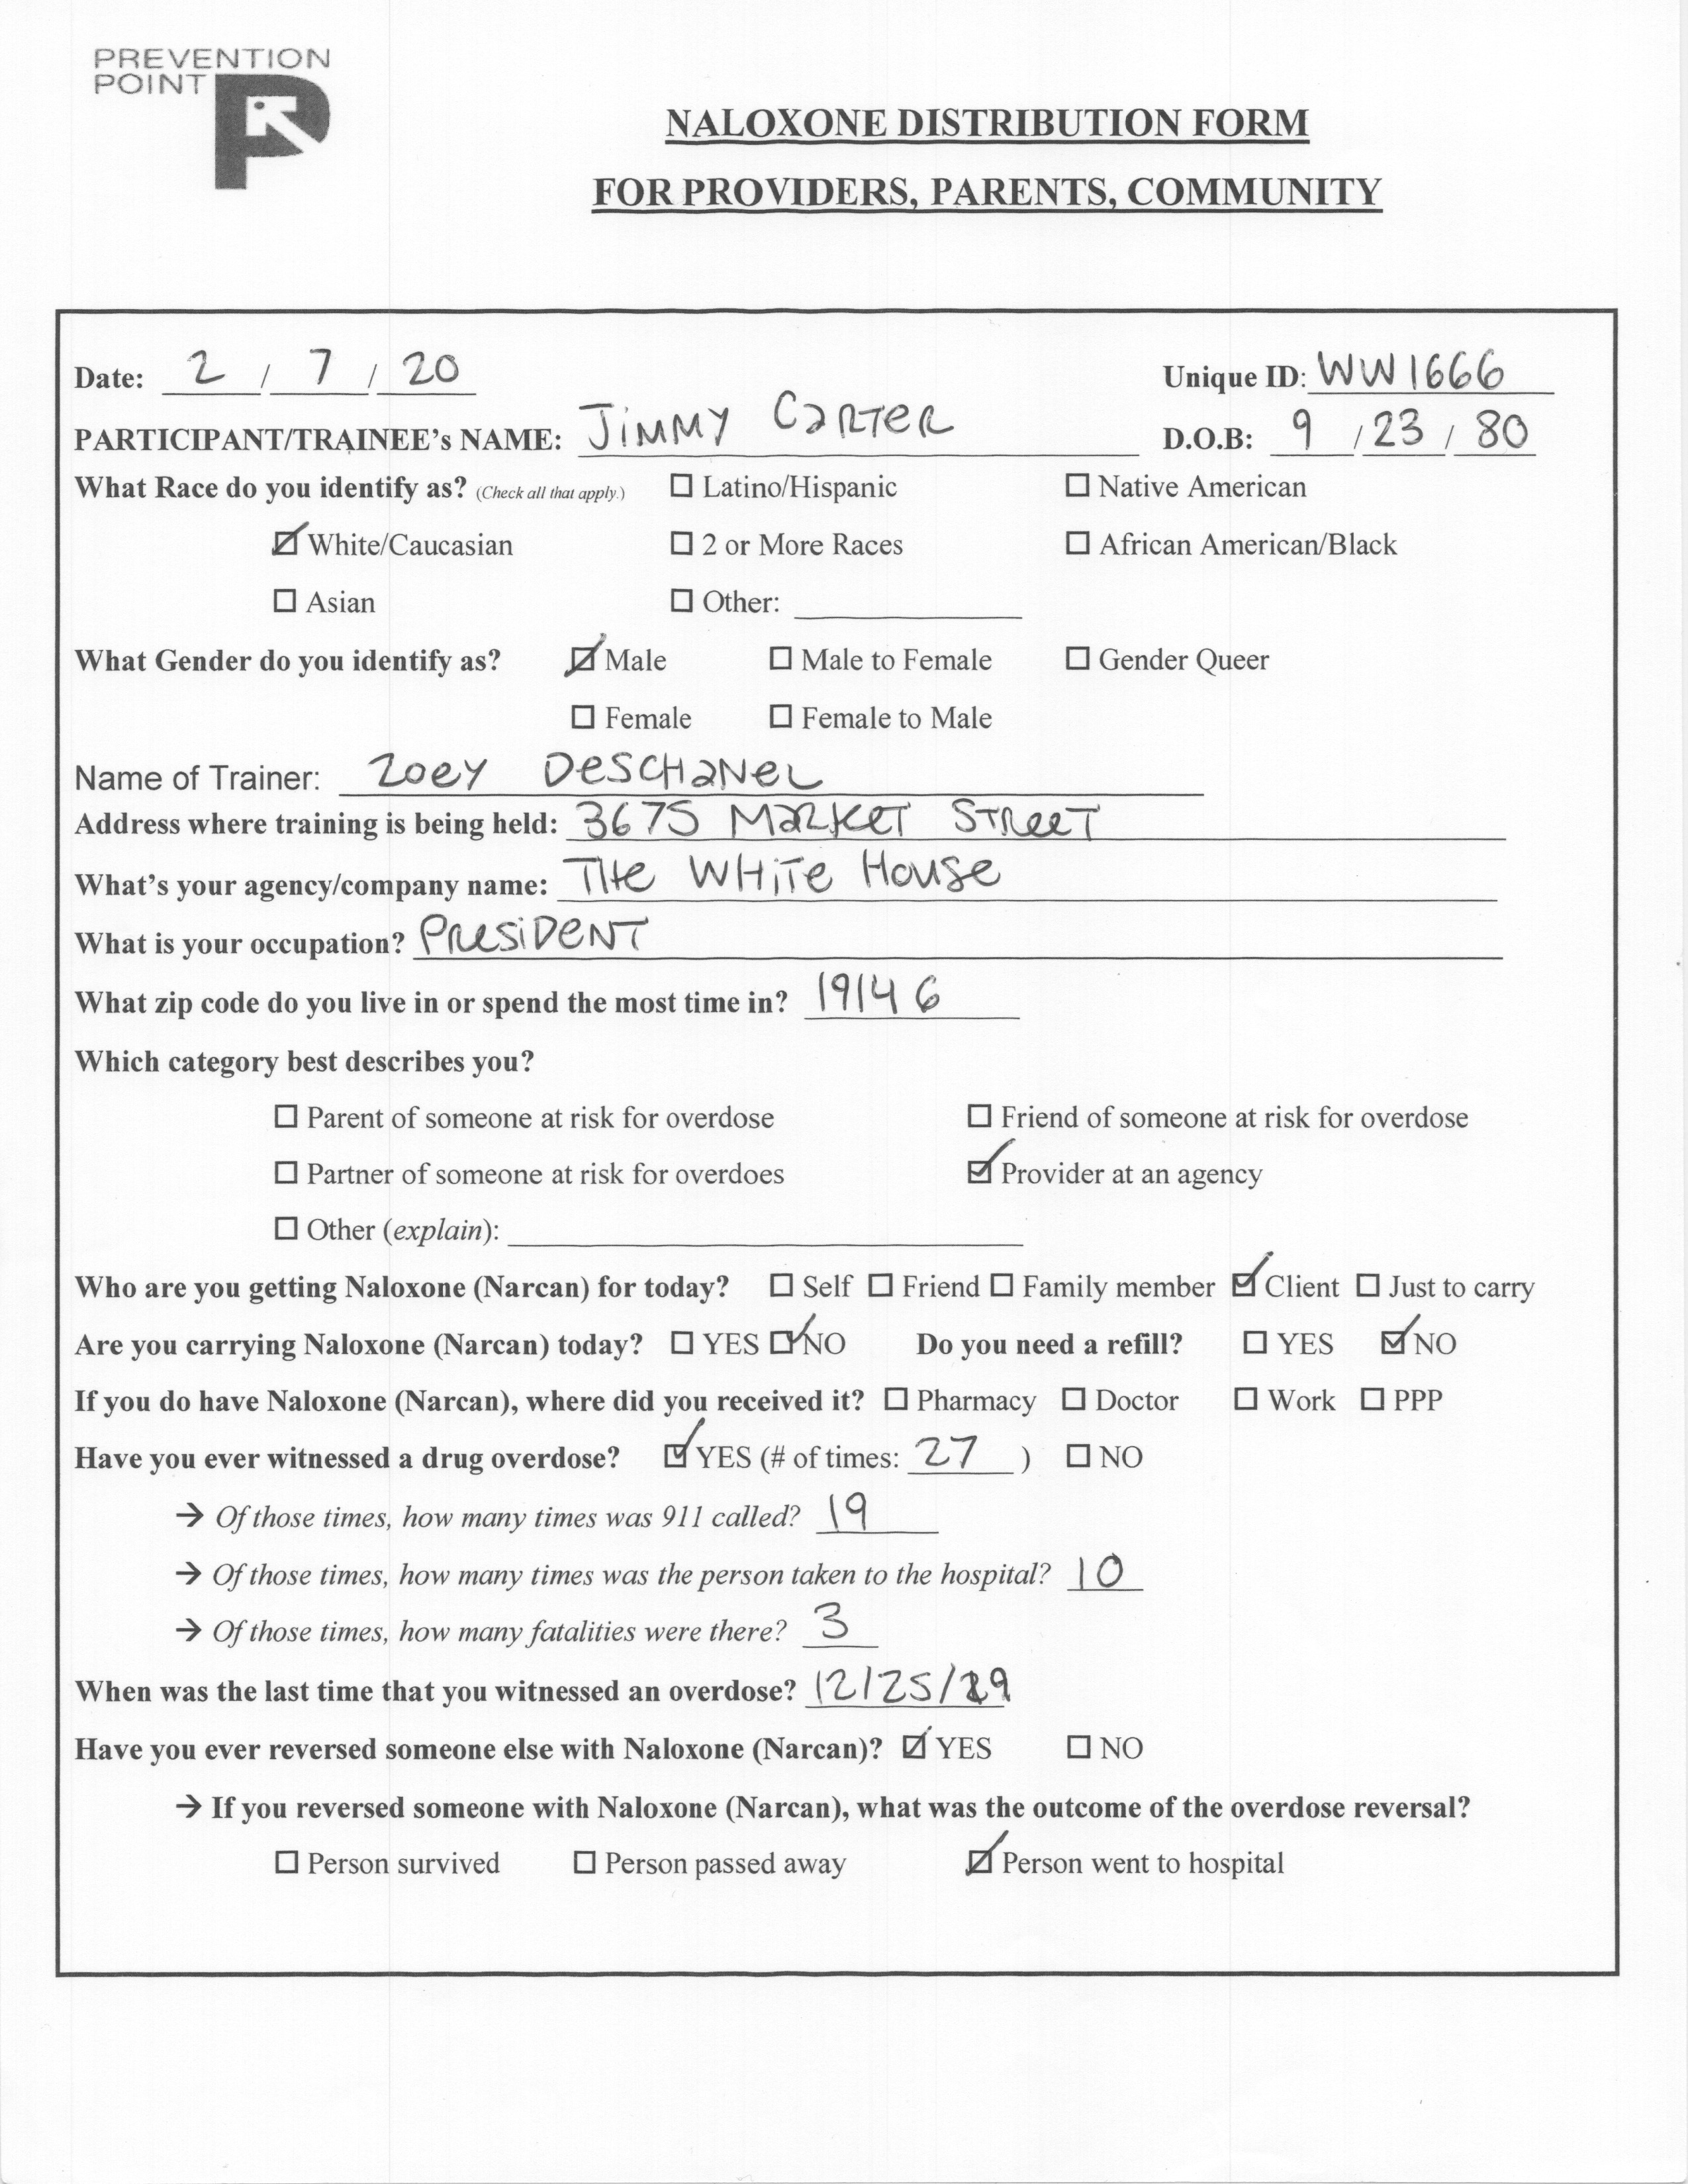 PREVENTION
POINT
NALOXONE DISTRIBUTION FORM
FOR PROVIDERS, PARENTS, COMMUNITY
Date: 2 / 7 / 20 Unique ID: WW1666
PARTICIPANT/TRAINEE's NAME: JIMMY CARTER D.O.B: 9 / 23 / 80
What Race do you identify as? (Check all that apply.) ☐ Latino/Hispanic ☐ Native American
☑ White/Caucasian ☐ 2 or More Races ☐ African American/Black
☐ Asian ☐ Other:
What Gender do you identify as? ☑ Male ☐ Male to Female ☐ Gender Queer
☐ Female ☐ Female to Male
Name of Trainer: Zoey DESCHANEL
Address where training is being held: 3675 MARKET STREET
What's your agency/company name: THE WHITE HOUSE
What is your occupation? PRESIDENT
What zip code do you live in or spend the most time in? 19146
Which category best describes you?
☐ Parent of someone at risk for overdose ☐ Friend of someone at risk for overdose
☐ Partner of someone at risk for overdoes ☑ Provider at an agency
☐ Other (explain):
Who are you getting Naloxone (Narcan) for today? ☐ Self ☐ Friend ☐ Family member ☑ Client ☐ Just to carry
Are you carrying Naloxone (Narcan) today? ☐ YES ☑ NO Do you need a refill? ☐ YES ☑ NO
If you do have Naloxone (Narcan), where did you received it? ☐ Pharmacy ☐ Doctor ☐ Work ☐ PPP
Have you ever witnessed a drug overdose? ☑ YES (# of times: 27 ) ☐ NO
→ Of those times, how many times was 911 called? 19
→ Of those times, how many times was the person taken to the hospital? 10
→ Of those times, how many fatalities were there? 3
When was the last time that you witnessed an overdose? 12/25/19
Have you ever reversed someone else with Naloxone (Narcan)? ☑ YES ☐ NO
→ If you reversed someone with Naloxone (Narcan), what was the outcome of the overdose reversal?
☐ Person survived ☐ Person passed away ☑ Person went to hospital